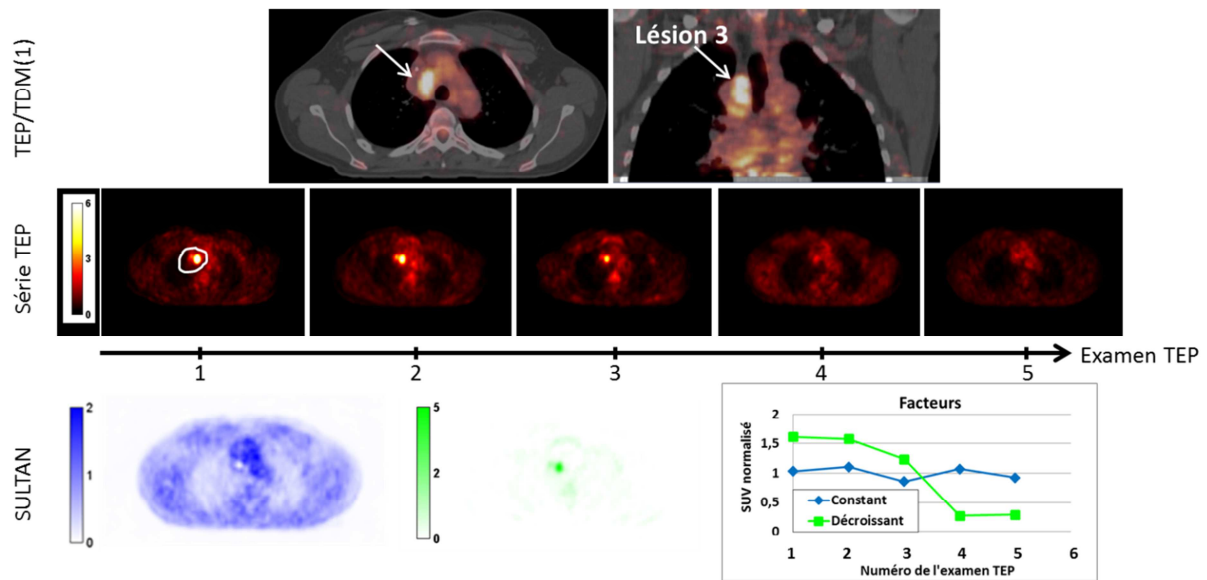 TEP/TDM(1)
Lésion 3
Série TEP
6
3
0
Examen TEP
1 2 3 4 5
SULTAN
2
1
0
5
2
0
Facteurs
SUV normalisé
2
1,5
1
0,5
0
Constant
Décroissant
1 2 3 4 5 6
Numéro de l'examen TEP